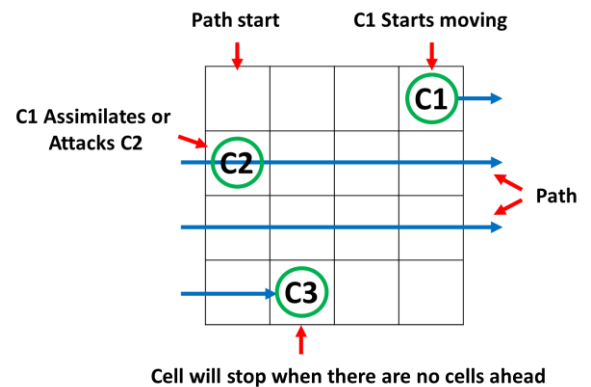 Path start
C1 Starts moving
C1
C1 Assimilates or
Attacks C2
C2
Path
C3
Cell will stop when there are no cells ahead